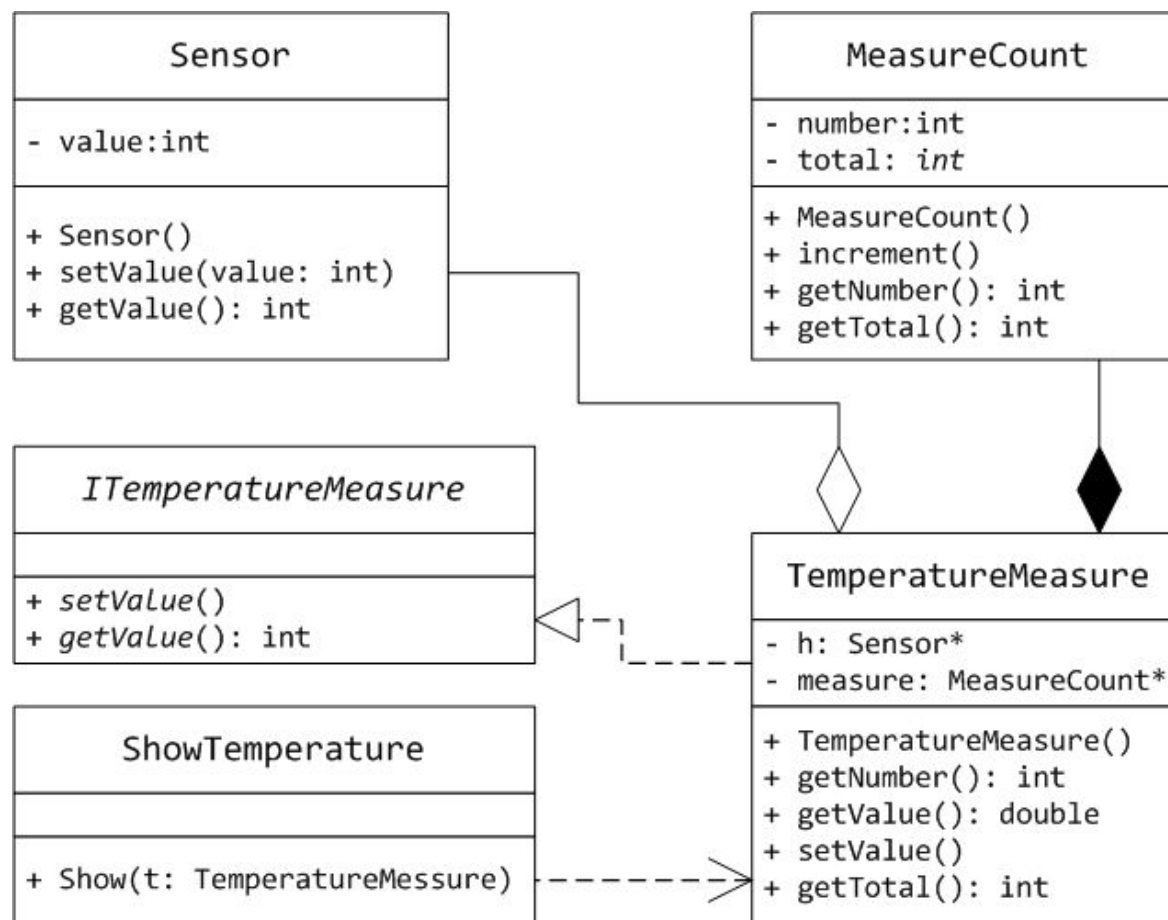 Sensor
- value:int
+ Sensor()
+ setValue(value: int)
+ getValue(): int
MeasureCount
- number:int
- total: int
+ MeasureCount()
+ increment()
+ getNumber(): int
+ getTotal(): int
ITemperatureMeasure
+ setValue()
+ getValue(): int
ShowTemperature
+ Show(t: TemperatureMessure)
TemperatureMeasure
- h: Sensor*
- measure: MeasureCount*
+ TemperatureMeasure()
+ getNumber(): int
+ getValue(): double
+ setValue()
+ getTotal(): int